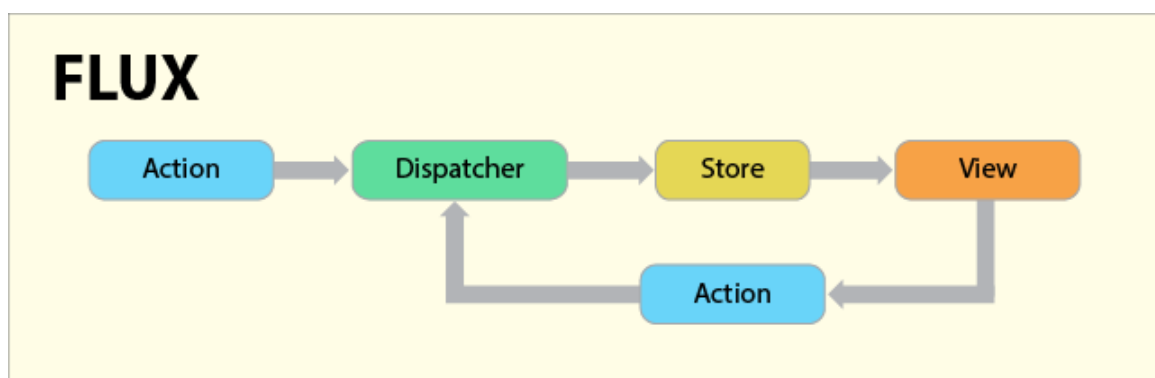 FLUX
Action
Dispatcher
Store
View
Action